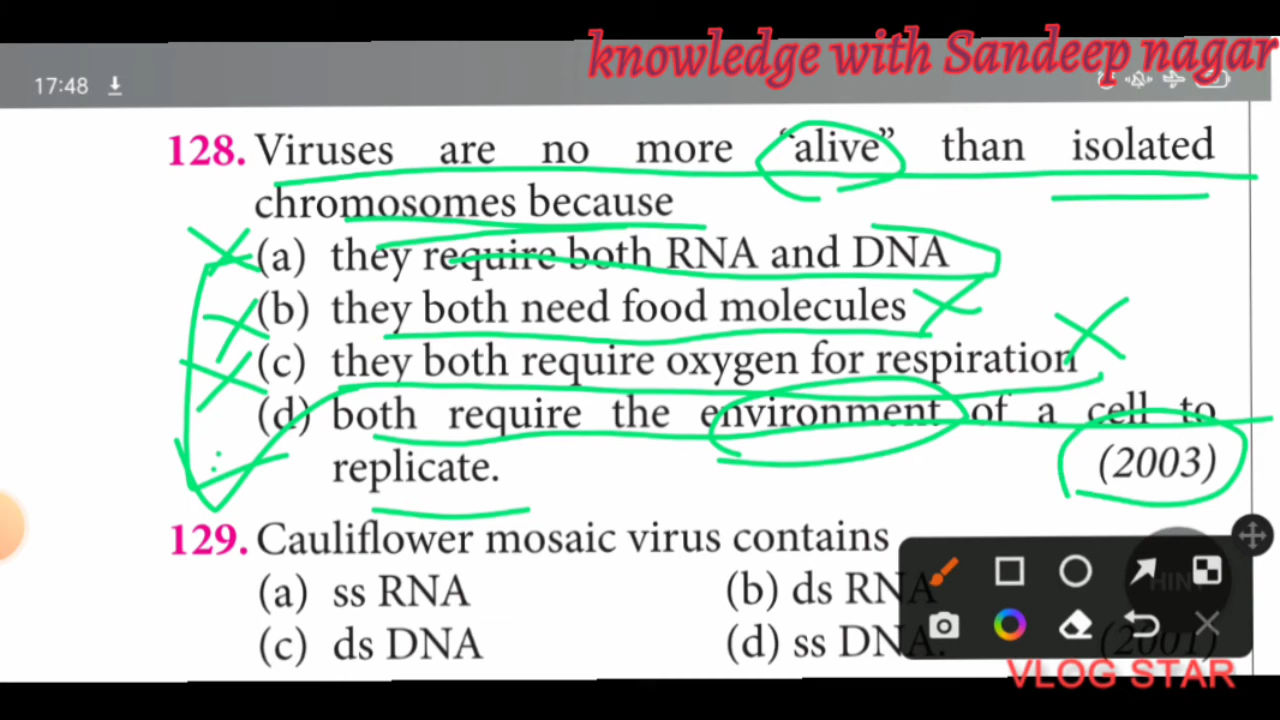 knowledge with Sandeep nagar
17:48
128. Viruses are no more “alive” than isolated
chromosomes because
(a) they require both RNA and DNA
(b) they both need food molecules
(c) they both require oxygen for respiration
(d) both require the environment of a cell to
replicate. (2003)
129. Cauliflower mosaic virus contains
HINT
(a) ss RNA (b) ds RNA
(c) ds DNA (d) ss DNA. (2001)
VLOG STAR